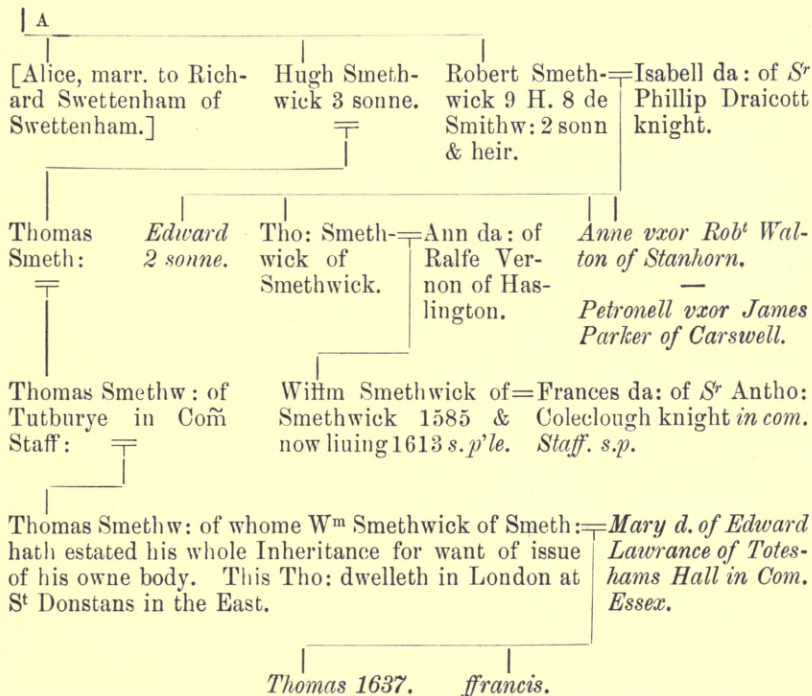 A
[Alice, marr. to Rich-
ard Swettenham of
Swettenham.]
Hugh Smeth-
wick 3 sonne.
Robert Smeth-
wick 9 H. 8 de
Smithw: 2 sonn
& heir.
Isabell da: of Sʳ
Phillip Draicott
knight.
Thomas
Smeth:
Edward
2 sonne.
Tho: Smeth-
wick of
Smethwick.
Ann da: of
Ralfe Ver-
non of Has-
lington.
Anne vxor Robᵗ Wal-
ton of Stanhorn.
—
Petronell vxor James
Parker of Carswell.
Thomas Smethw: of
Tutburye in Com̃
Staff:
Wiłłm Smethwick of
Smethwick 1585 &
now liuing 1613 s.p'le.
Frances da: of Sʳ Antho:
Coleclough knight in com.
Staff. s.p.
Thomas Smethw: of whome Wᵐ Smethwick of Smeth:
hath estated his whole Inheritance for want of issue
of his owne body. This Tho: dwelleth in London at
Sᵗ Donstans in the East.
Mary d. of Edward
Lawrance of Totes-
hams Hall in Com.
Essex.
Thomas 1637.
ffrancis.